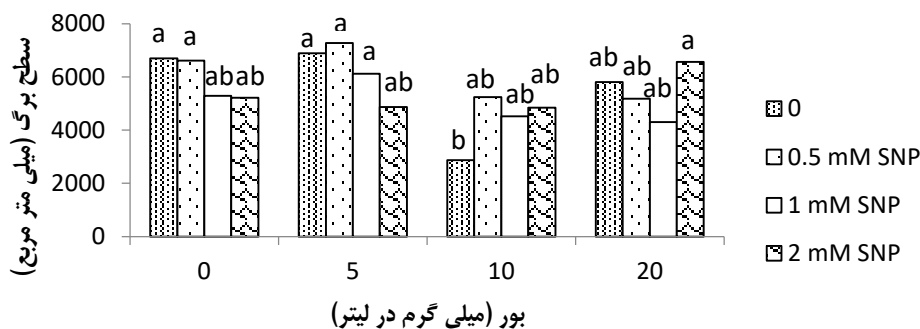 سطح برگ (میلی متر مربع)
8000
6000
4000
2000
0
a a ab ab
a a a ab
b ab ab ab
ab ab ab a
0 5 10 20
بور (میلی گرم در لیتر)
0
0.5 mM SNP
1 mM SNP
2 mM SNP